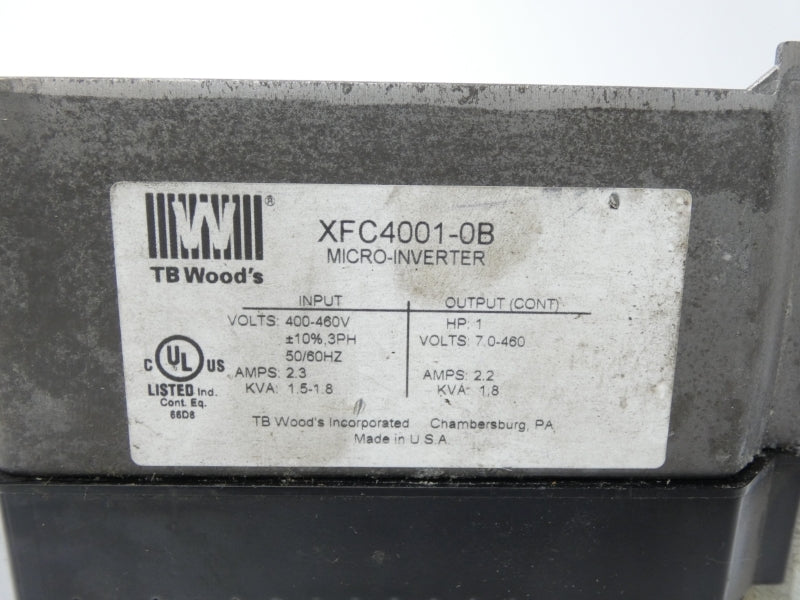 W®
TB Wood's
XFC4001-0B
MICRO-INVERTER
INPUT
VOLTS: 400-460V
±10%, 3PH
50/60HZ
AMPS: 2.3
KVA: 1.5-1.8
OUTPUT (CONT)
HP: 1
VOLTS: 7.0-460
AMPS: 2.2
KVA: 1.8
C UL US
®
LISTED Ind.
Cont. Eq.
66D6
TB Wood's Incorporated Chambersburg, PA
Made in U.S.A.